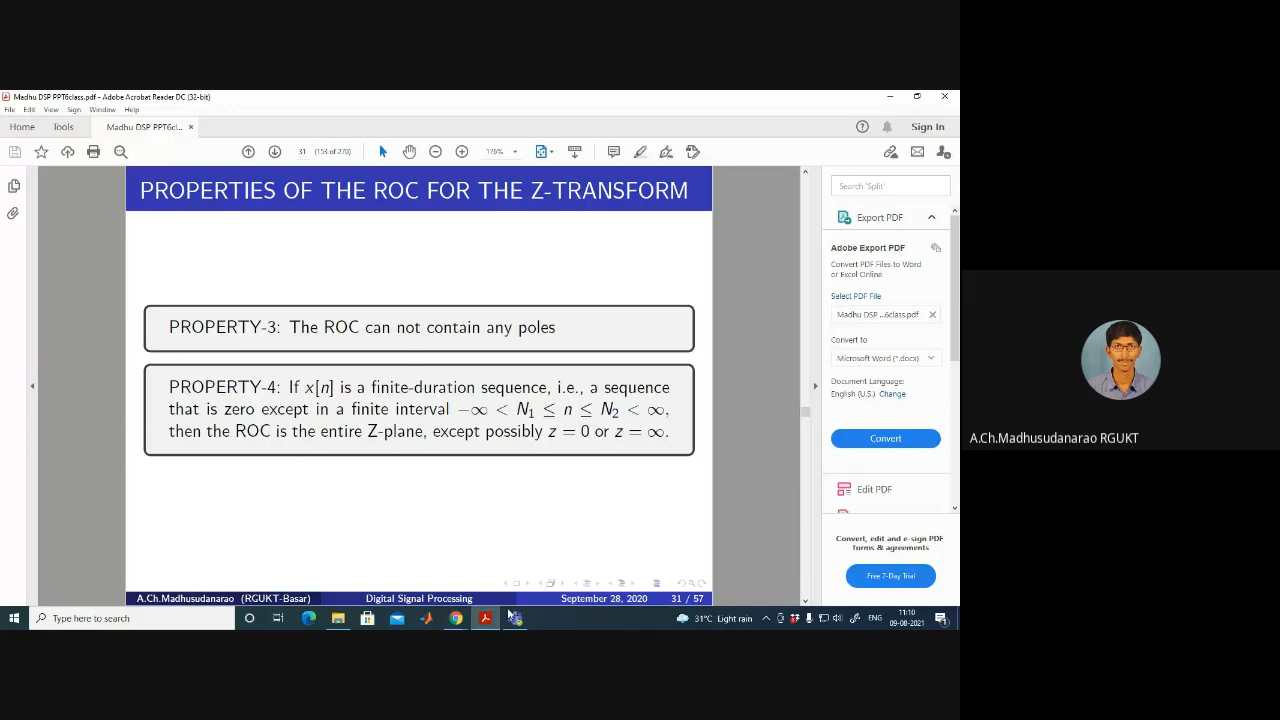 Madhu DSP PPT6class.pdf - Adobe Acrobat Reader DC (32-bit)
File Edit View Sign Window Help
Home Tools Madhu DSP PPT6cl... × Sign In
31 (153 of 270) 176%
PROPERTIES OF THE ROC FOR THE Z-TRANSFORM
PROPERTY-3: The ROC can not contain any poles
PROPERTY-4: If x[n] is a finite-duration sequence, i.e., a sequence
that is zero except in a finite interval −∞ < N₁ ≤ n ≤ N₂ < ∞,
then the ROC is the entire Z-plane, except possibly z = 0 or z = ∞.
A.Ch.Madhusudanarao (RGUKT-Basar) Digital Signal Processing September 28, 2020 31 / 57
Search 'Split'
Export PDF
Adobe Export PDF
Convert PDF Files to Word
or Excel Online
Select PDF File
Madhu DSP ...6class.pdf ×
Convert to
Microsoft Word (*.docx)
Document Language:
English (U.S.) Change
Convert
Edit PDF
Convert, edit and e-sign PDF
forms & agreements
Free 7-Day Trial
Type here to search
31°C Light rain
ENG
11:10
09-08-2021
A.Ch.Madhusudanarao RGUKT